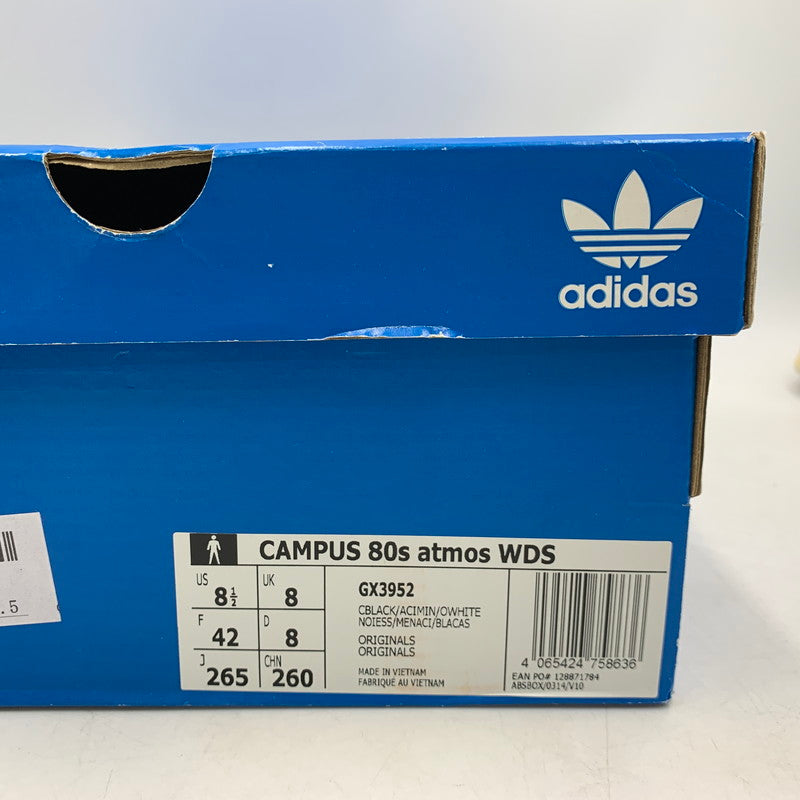 adidas
CAMPUS 80s atmos WDS
US 8½ UK 8
F 42 D 8
J 265 CHN 260
GX3952
CBLACK/ACIMIN/OWHITE
NOIESS/MENACI/BLACAS
ORIGINALS
ORIGINALS
MADE IN VIETNAM
FABRIQUÉ AU VIETNAM
4 065424 758636
EAN PO# 128871784
ABSBOX/0314/V10
.5